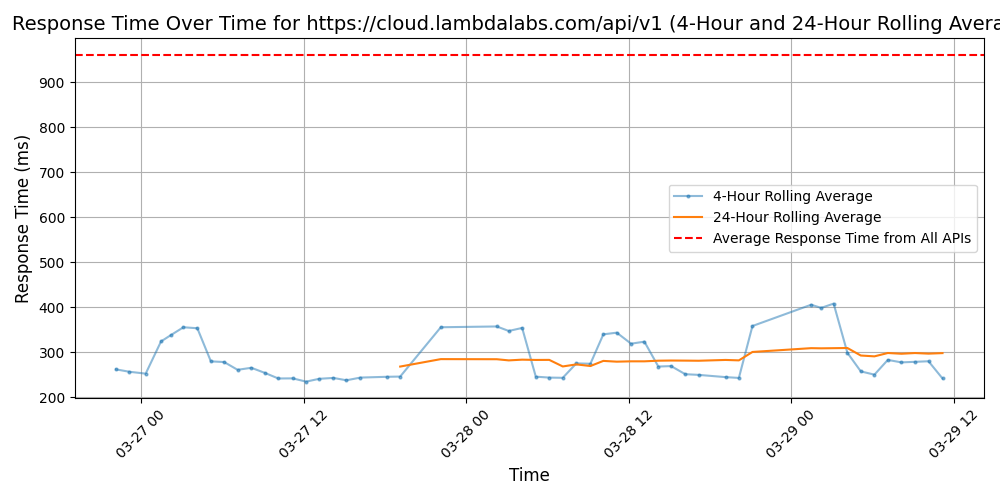 Response Time Over Time for https://cloud.lambdalabs.com/api/v1 (4-Hour and 24-Hour Rolling Avera
Response Time (ms)
900
800
700
600
500
400
300
200
4-Hour Rolling Average
24-Hour Rolling Average
Average Response Time from All APIs
03-27 00
03-27 12
03-28 00
03-28 12
03-29 00
03-29 12
Time